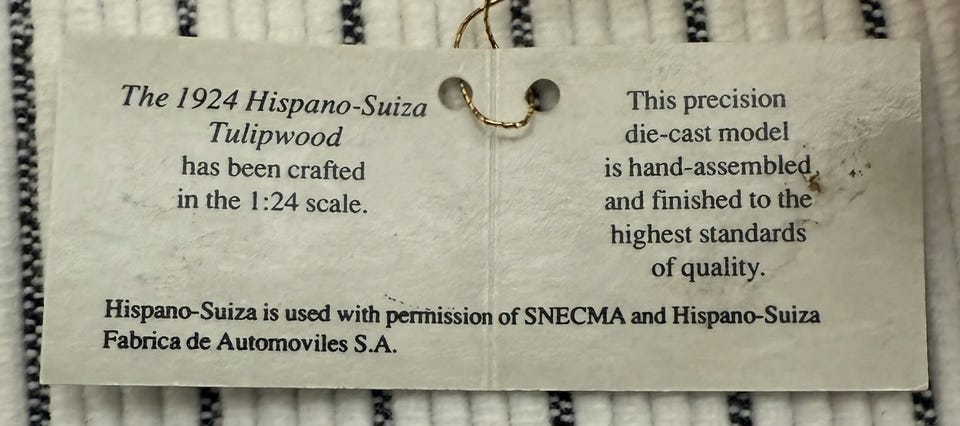 The 1924 Hispano-Suiza
Tulipwood
has been crafted
in the 1:24 scale.
This precision
die-cast model
is hand-assembled,
and finished to the
highest standards
of quality.
Hispano-Suiza is used with permission of SNECMA and Hispano-Suiza
Fabrica de Automoviles S.A.